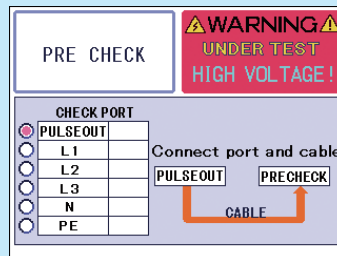 PRE CHECK
WARNING
UNDER TEST
HIGH VOLTAGE!
CHECK PORT
PULSEOUT
L1
L2
L3
N
PE
Connect port and cable
PULSEOUT
PRECHECK
CABLE